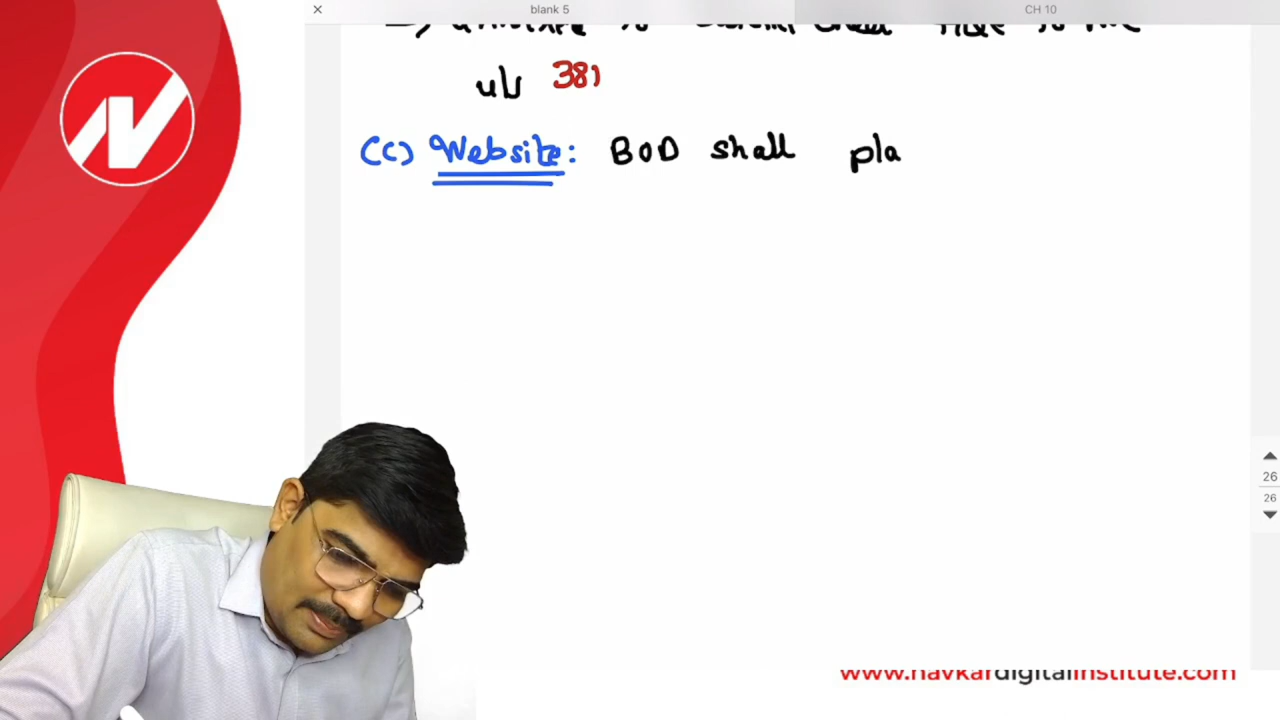 blank 5
CH 10
u/s 381
(C) Website: BOD shall pla
26
26
www.navkardigitalinstitute.com